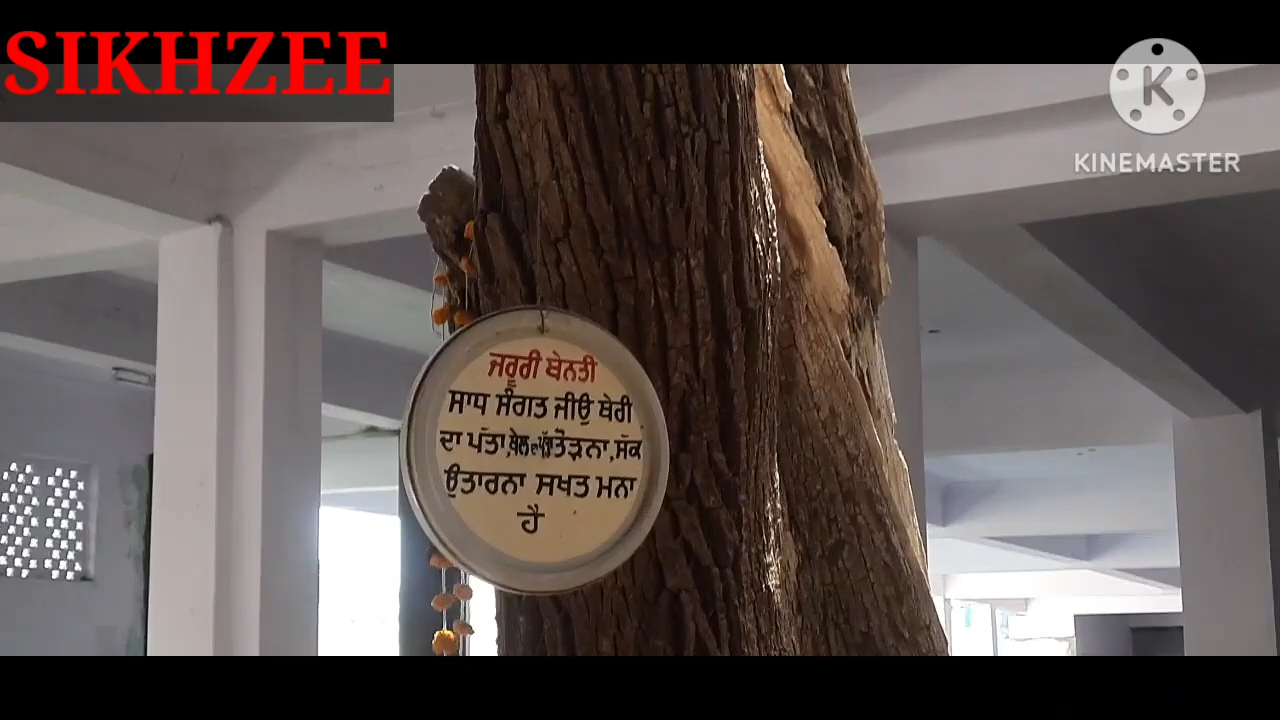 SIKHZEE
KINEMASTER
ਜਰੂਰੀ ਬੇਨਤੀ
ਸਾਧ ਸੰਗਤ ਜੀਉ ਬੇਰੀ
ਦਾ ਪੱਤਾ, ਤੋੜਨਾ, ਸੱਕ
ਉਤਾਰਨਾ ਸਖਤ ਮਨਾ
ਹੈ